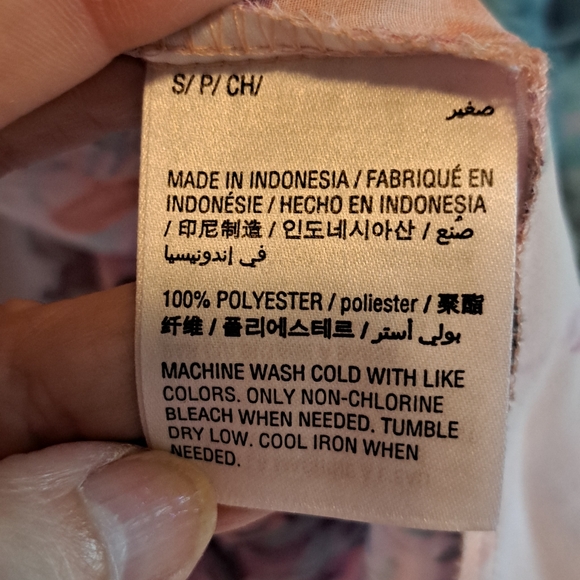 S/ P/ CH/
صغير
MADE IN INDONESIA / FABRIQUÉ EN
INDONÉSIE / HECHO EN INDONESIA
/ 印尼制造 / 인도네시아산 / صُنع
في إندونيسيا
100% POLYESTER / poliester / 聚酯
纤维 / 폴리에스테르 / بولي أستر
MACHINE WASH COLD WITH LIKE
COLORS. ONLY NON-CHLORINE
BLEACH WHEN NEEDED. TUMBLE
DRY LOW. COOL IRON WHEN
NEEDED.